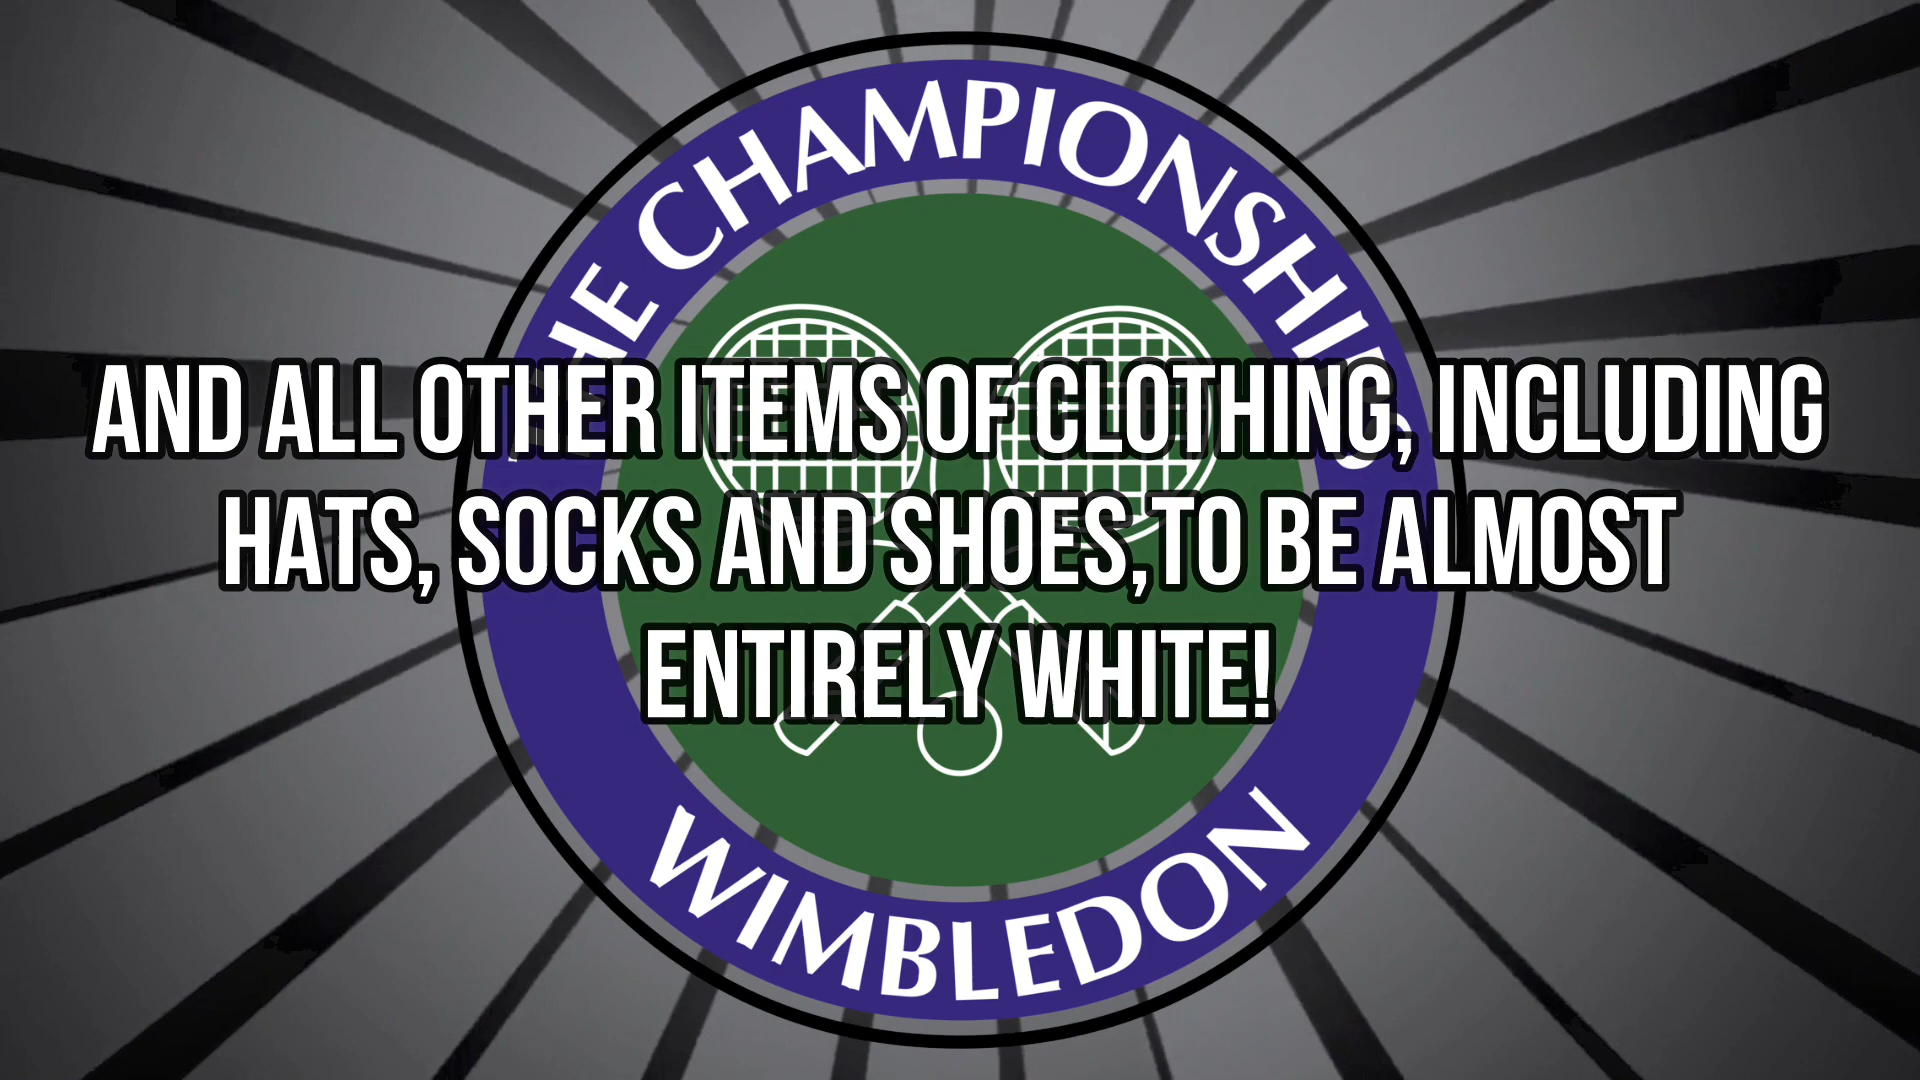 THE CHAMPIONSHIPS
AND ALL OTHER ITEMS OF CLOTHING, INCLUDING
HATS, SOCKS AND SHOES,TO BE ALMOST
ENTIRELY WHITE!
WIMBLEDON